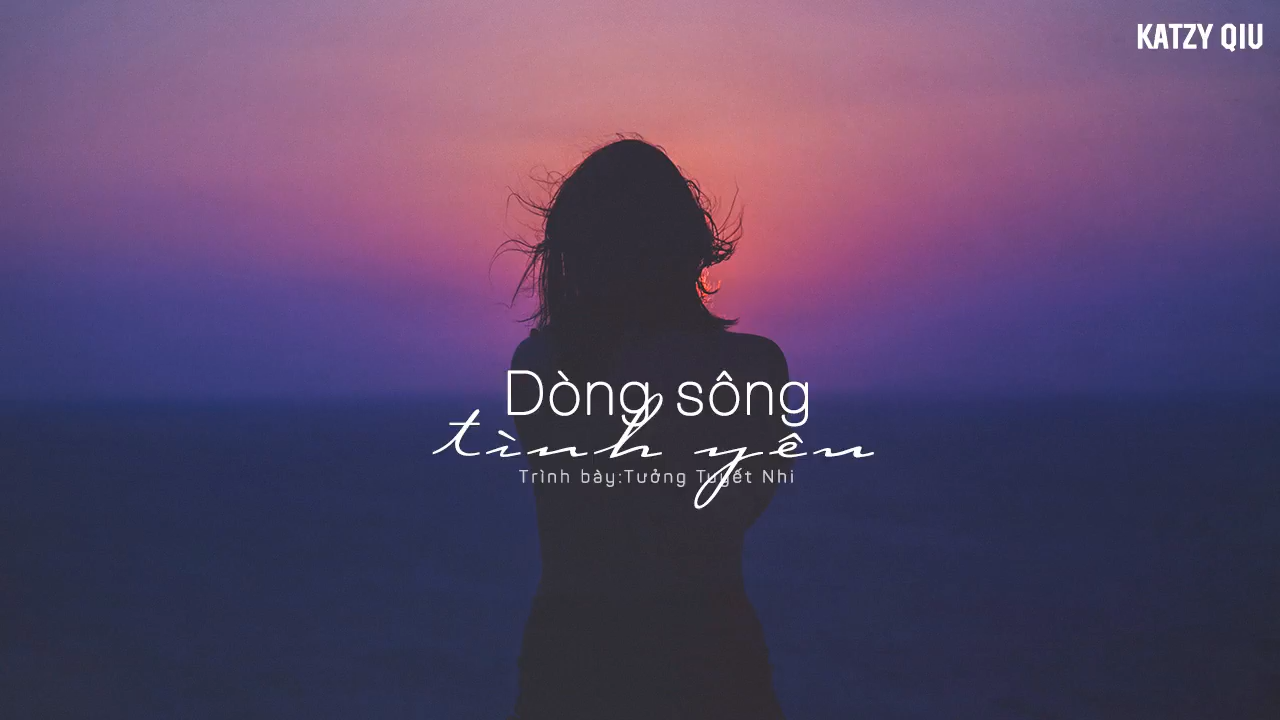 KATZY QIU
Dòng sông
tình yêu
Trình bày:Tưởng Tuyết Nhi